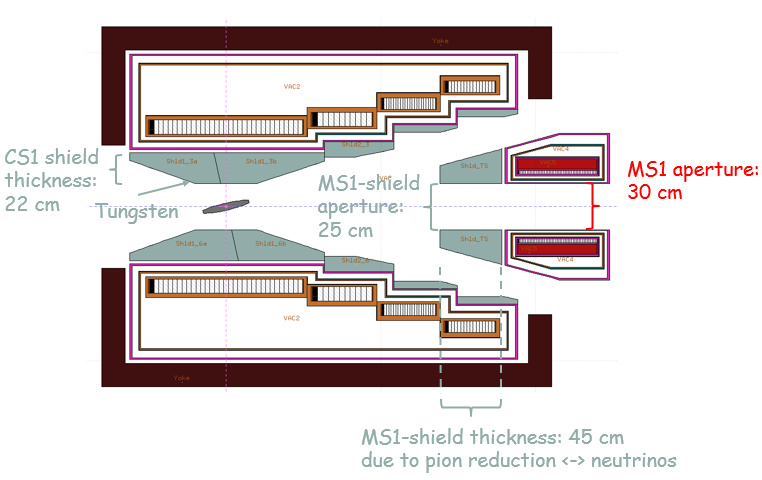 Yoke
VAC2
CS1 shield
thickness:
22 cm
Shld1_3a
Shld1_3b
Shld2_3
VAC
Tungsten
MS1-shield
aperture:
25 cm
Shld_TS
VAC4
MS1 aperture:
30 cm
Shld1_6a
Shld1_6b
Shld_TS
VAC4
VAC2
Yoke
MS1-shield thickness: 45 cm
due to pion reduction <-> neutrinos